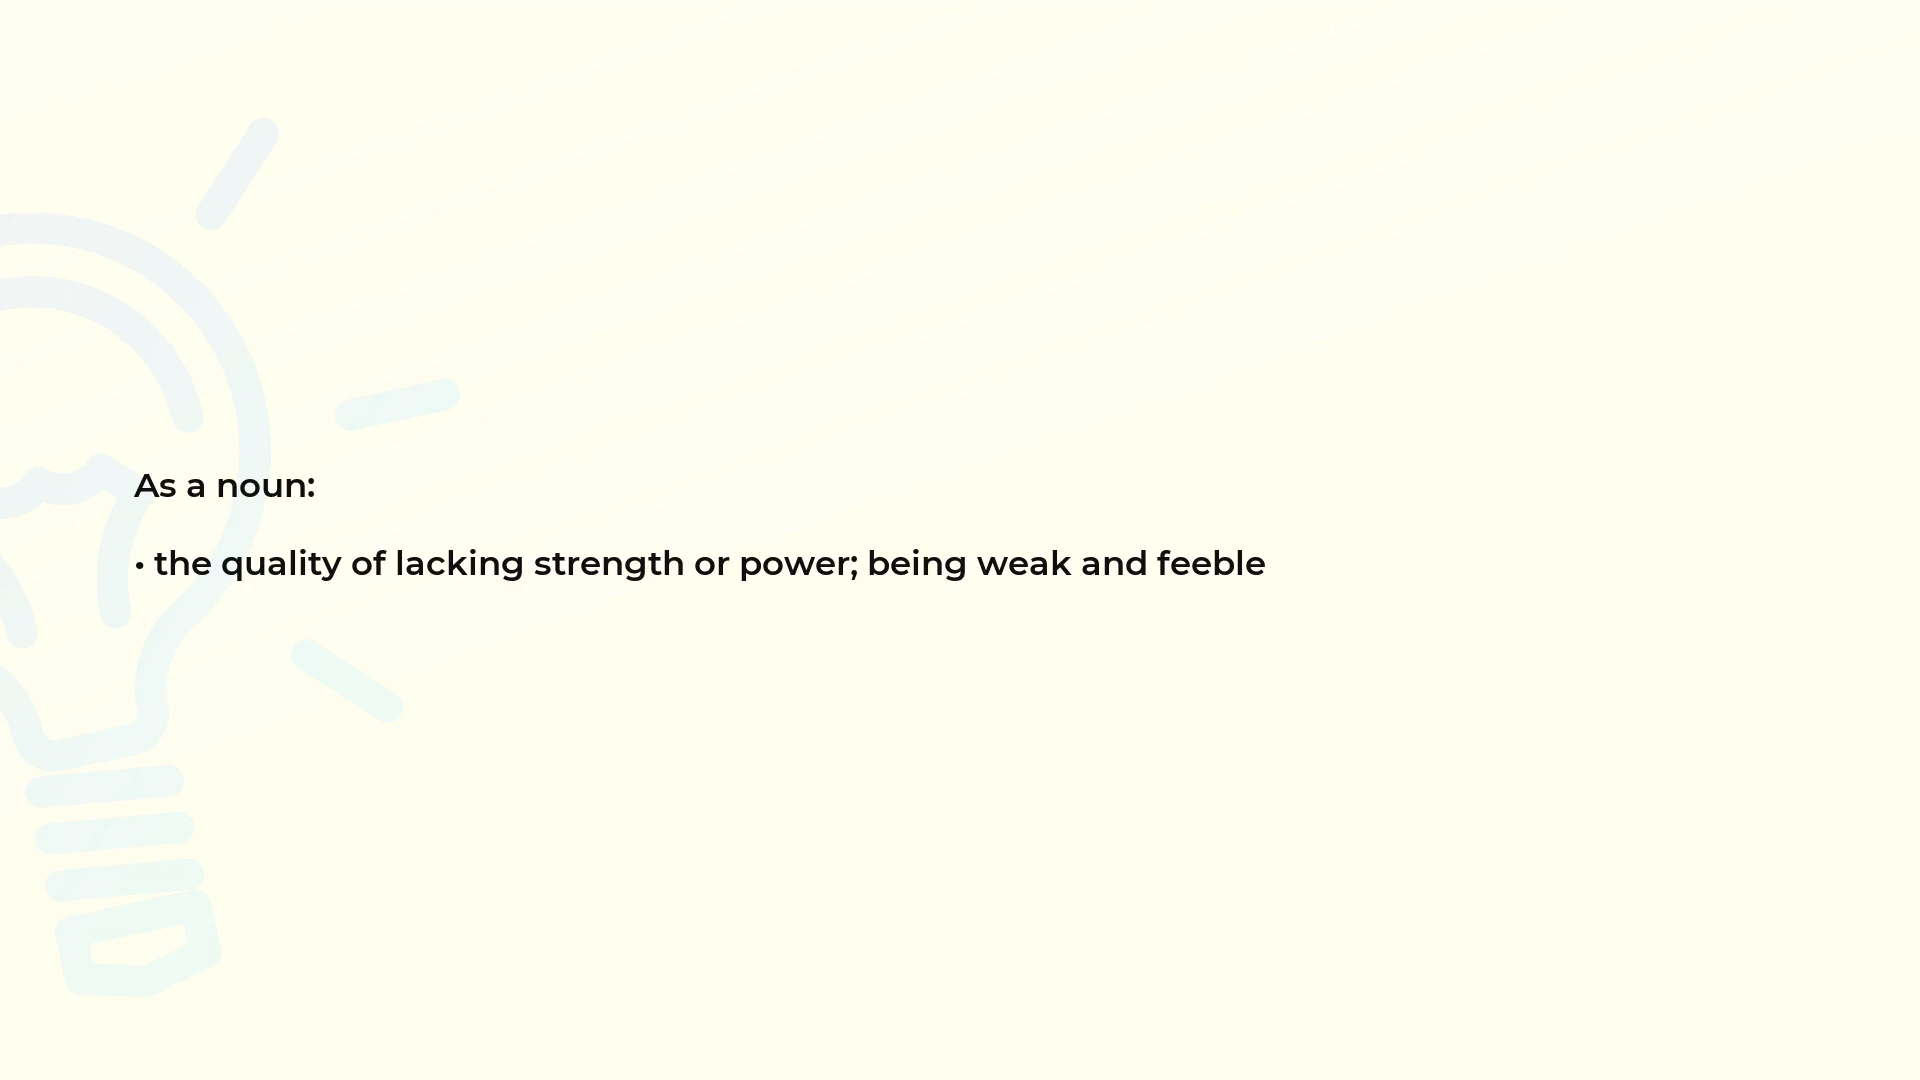 As a noun:
• the quality of lacking strength or power; being weak and feeble